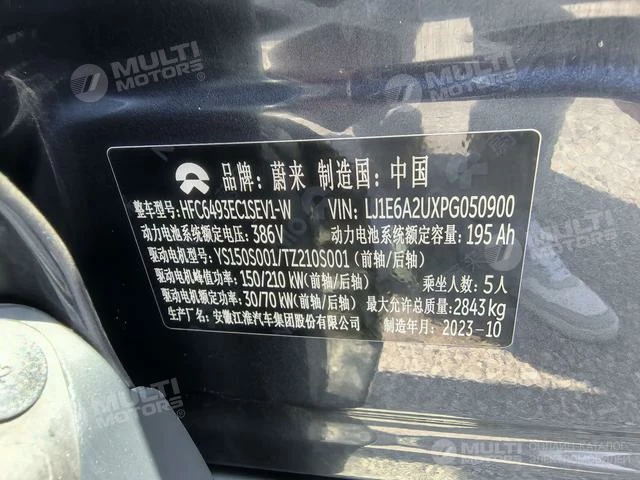 MULTI
MOTORS®
MULTI
MOTORS®
品牌: 蔚来 制造国: 中国
整车型号: HFC6493EC1SEV1-W VIN: LJ1E6A2UXPG050900
动力电池系统额定电压: 386V 动力电池系统额定容量: 195 Ah
驱动电机型号: YS150S001/TZ210S001(前轴/后轴)
驱动电机峰值功率: 150/210 kW(前轴/后轴) 乘坐人数: 5人
驱动电机额定功率: 30/70 kW(前轴/后轴) 最大允许总质量: 2843kg
生产厂名: 安徽江淮汽车集团股份有限公司 制造年月: 2023-10
MULTI
MOTORS®
MULTI